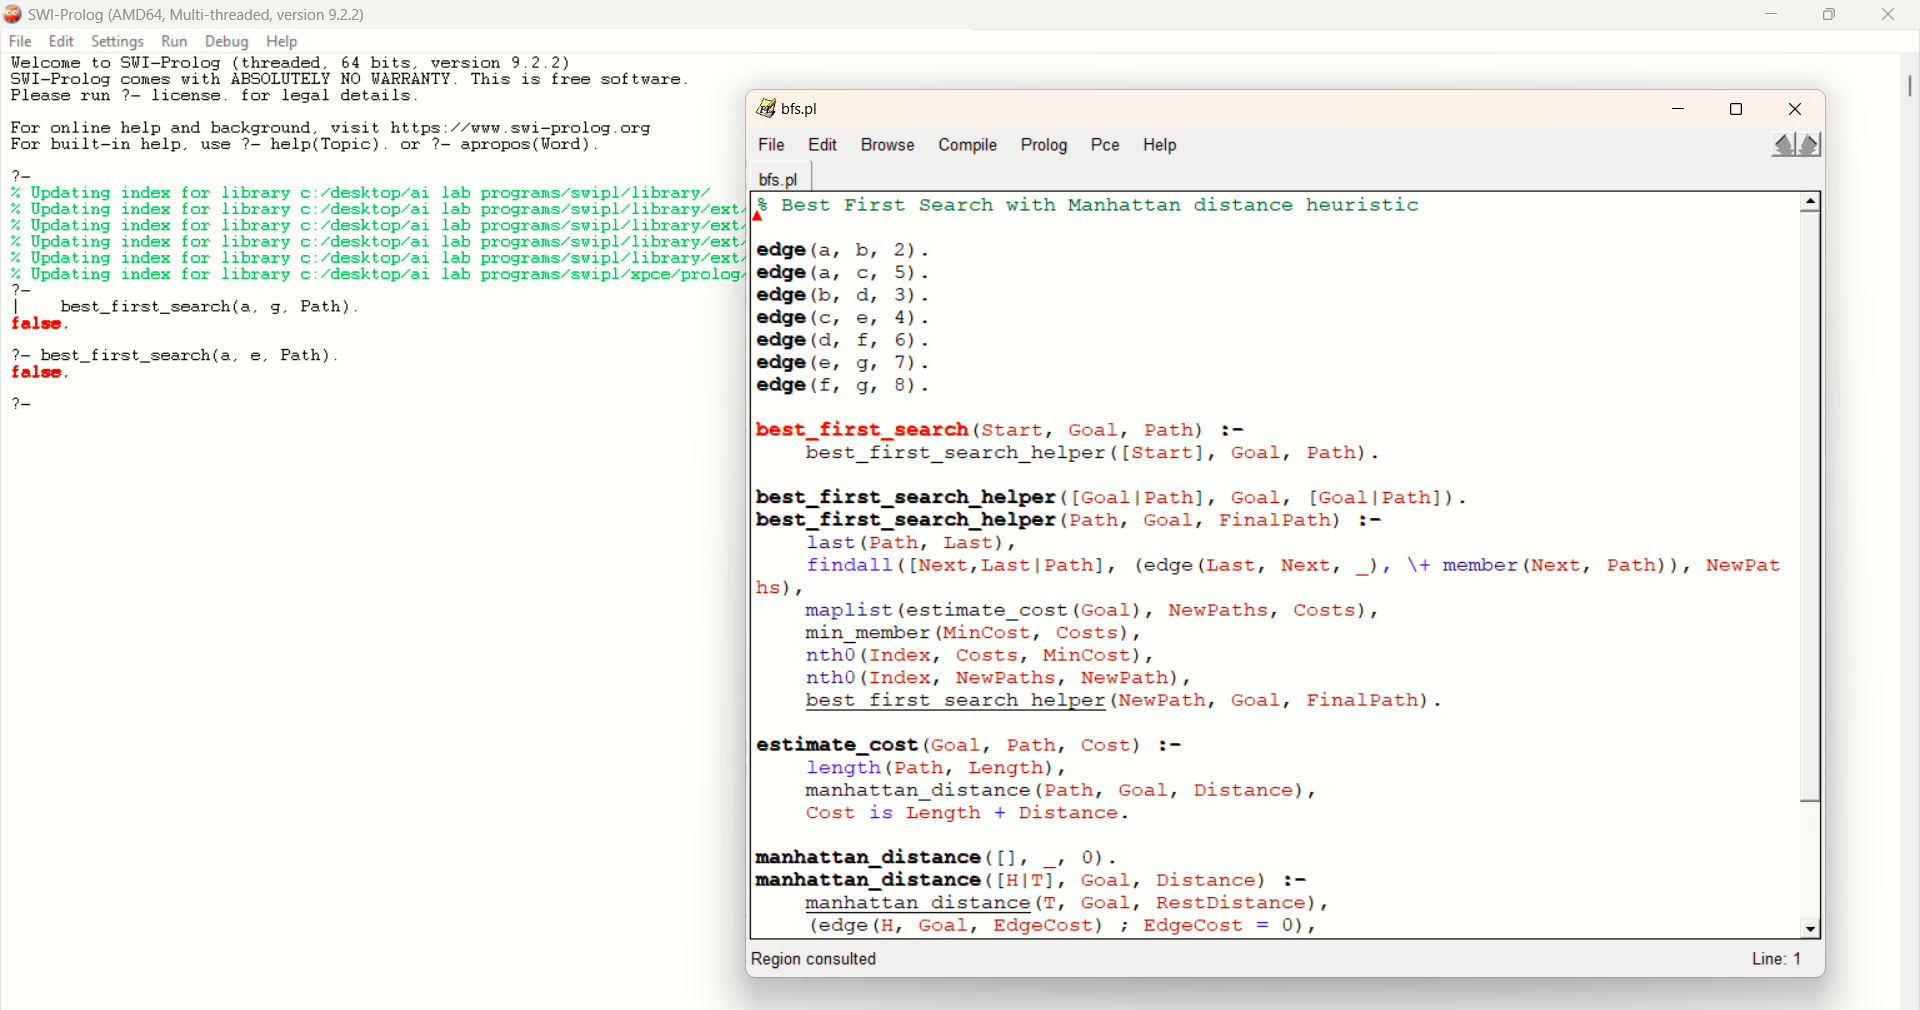 SWI-Prolog (AMD64, Multi-threaded, version 9.2.2)
File Edit Settings Run Debug Help
Welcome to SWI-Prolog (threaded, 64 bits, version 9.2.2)
SWI-Prolog comes with ABSOLUTELY NO WARRANTY. This is free software.
Please run ?- license. for legal details.
For online help and background, visit https://www.swi-prolog.org
For built-in help, use ?- help(Topic). or ?- apropos(Word).
?-
% Updating index for library c:/desktop/ai lab programs/swipl/library/
% Updating index for library c:/desktop/ai lab programs/swipl/library/ext/
% Updating index for library c:/desktop/ai lab programs/swipl/library/ext/
% Updating index for library c:/desktop/ai lab programs/swipl/library/ext/
% Updating index for library c:/desktop/ai lab programs/swipl/library/ext/
% Updating index for library c:/desktop/ai lab programs/swipl/xpce/prolog/
?-
|    best_first_search(a, g, Path).
false.
?- best_first_search(a, e, Path).
false.
?-
bfs.pl
File Edit Browse Compile Prolog Pce Help
bfs.pl
% Best First Search with Manhattan distance heuristic
edge(a, b, 2).
edge(a, c, 5).
edge(b, d, 3).
edge(c, e, 4).
edge(d, f, 6).
edge(e, g, 7).
edge(f, g, 8).
best_first_search(Start, Goal, Path) :-
    best_first_search_helper([Start], Goal, Path).
best_first_search_helper([Goal|Path], Goal, [Goal|Path]).
best_first_search_helper(Path, Goal, FinalPath) :-
    last(Path, Last),
    findall([Next,Last|Path], (edge(Last, Next, _), \+ member(Next, Path)), NewPat
hs),
    maplist(estimate_cost(Goal), NewPaths, Costs),
    min_member(MinCost, Costs),
    nth0(Index, Costs, MinCost),
    nth0(Index, NewPaths, NewPath),
    best_first_search_helper(NewPath, Goal, FinalPath).
estimate_cost(Goal, Path, Cost) :-
    length(Path, Length),
    manhattan_distance(Path, Goal, Distance),
    Cost is Length + Distance.
manhattan_distance([], _, 0).
manhattan_distance([H|T], Goal, Distance) :-
    manhattan_distance(T, Goal, RestDistance),
    (edge(H, Goal, EdgeCost) ; EdgeCost = 0),
Region consulted
Line: 1